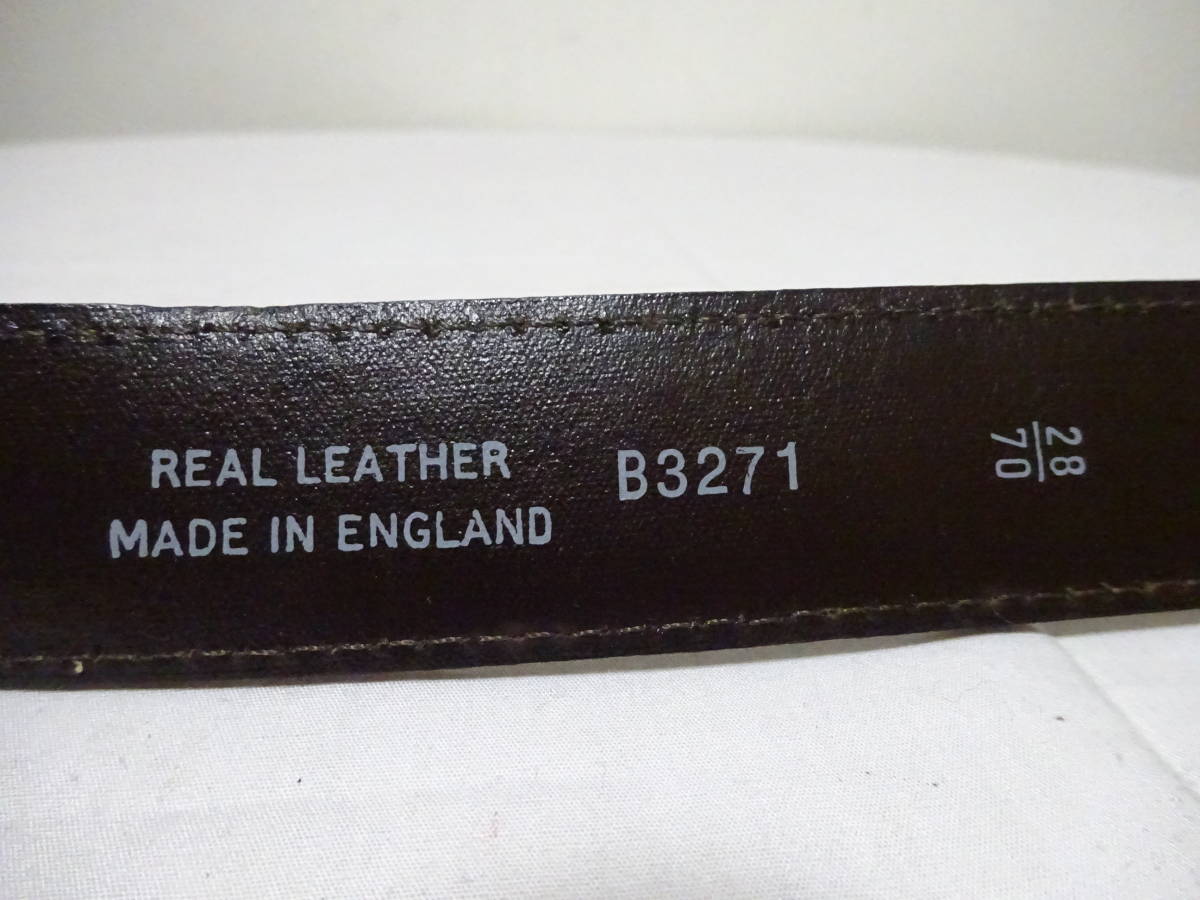 REAL LEATHER
MADE IN ENGLAND
B3271
28
70